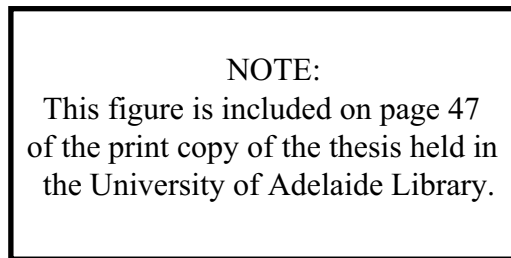 NOTE:
This figure is included on page 47
of the print copy of the thesis held in
the University of Adelaide Library.